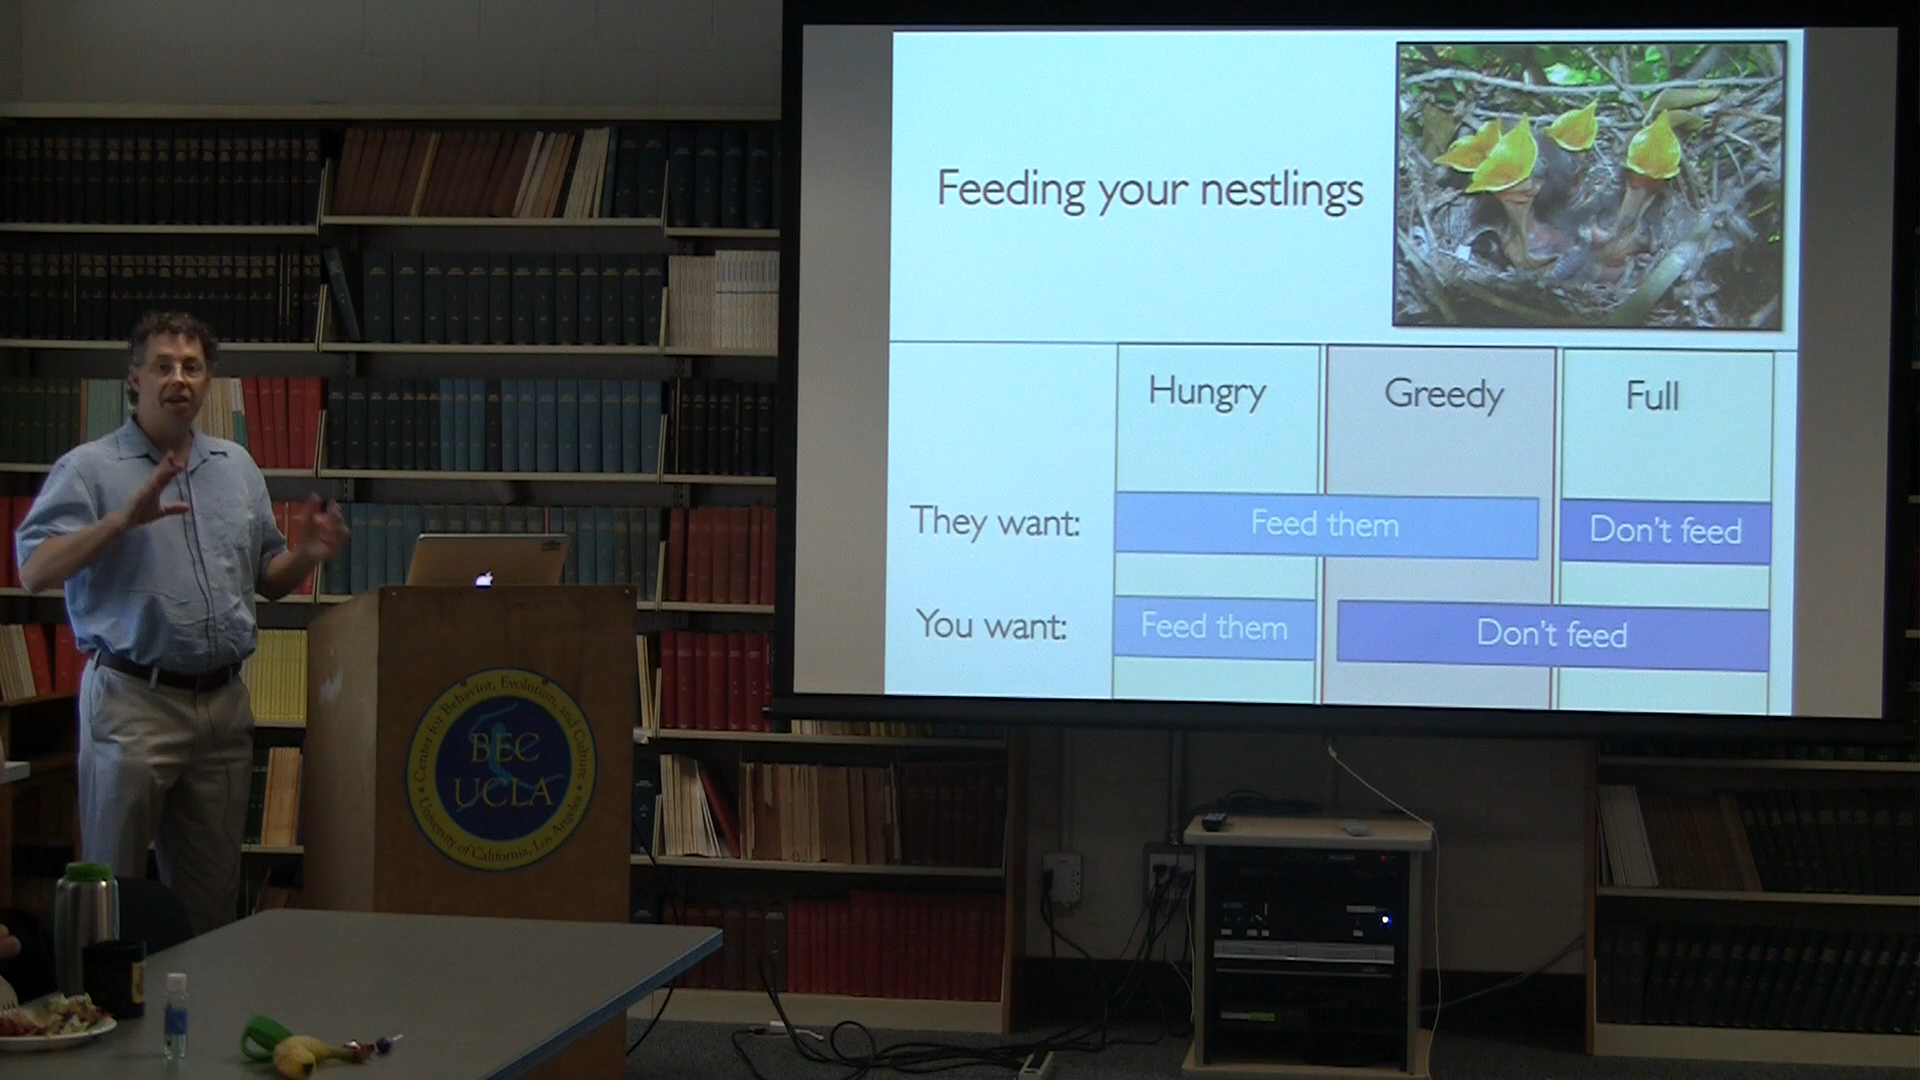 Feeding your nestlings
Hungry
Greedy
Full
They want:
Feed them
Don't feed
You want:
Feed them
Don't feed
Center for Behavior, Evolution, and Culture
BEC
UCLA
University of California, Los Angeles